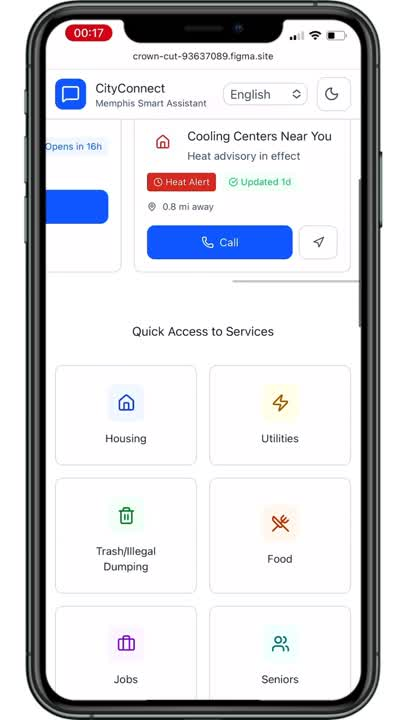 00:17
crown-cut-93637089.figma.site
CityConnect
Memphis Smart Assistant
English
Opens in 16h
Cooling Centers Near You
Heat advisory in effect
Heat Alert
Updated 1d
0.8 mi away
Call
Quick Access to Services
Housing
Utilities
Trash/Illegal
Dumping
Food
Jobs
Seniors